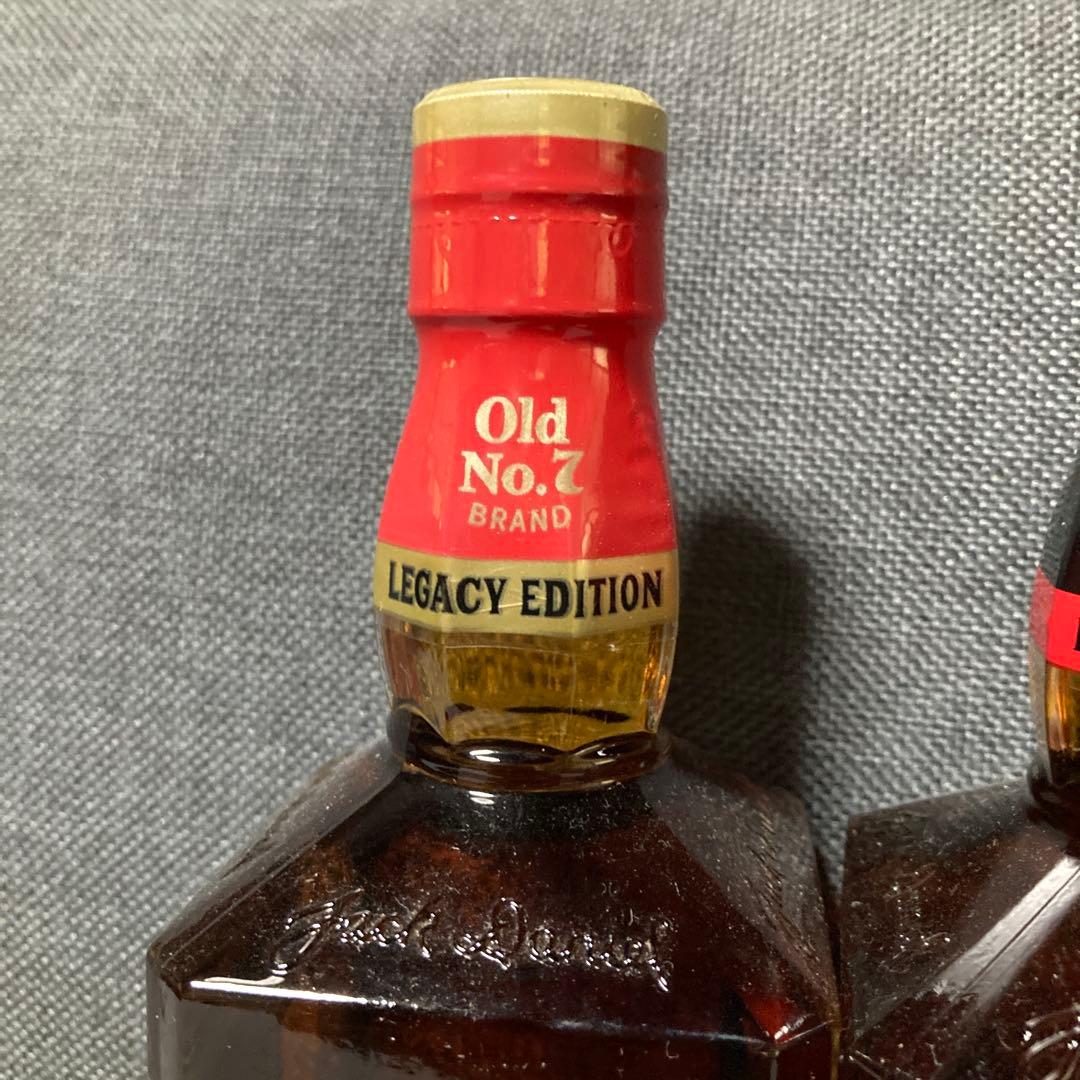 Old
No.7
BRAND
LEGACY EDITION
Jack Daniel